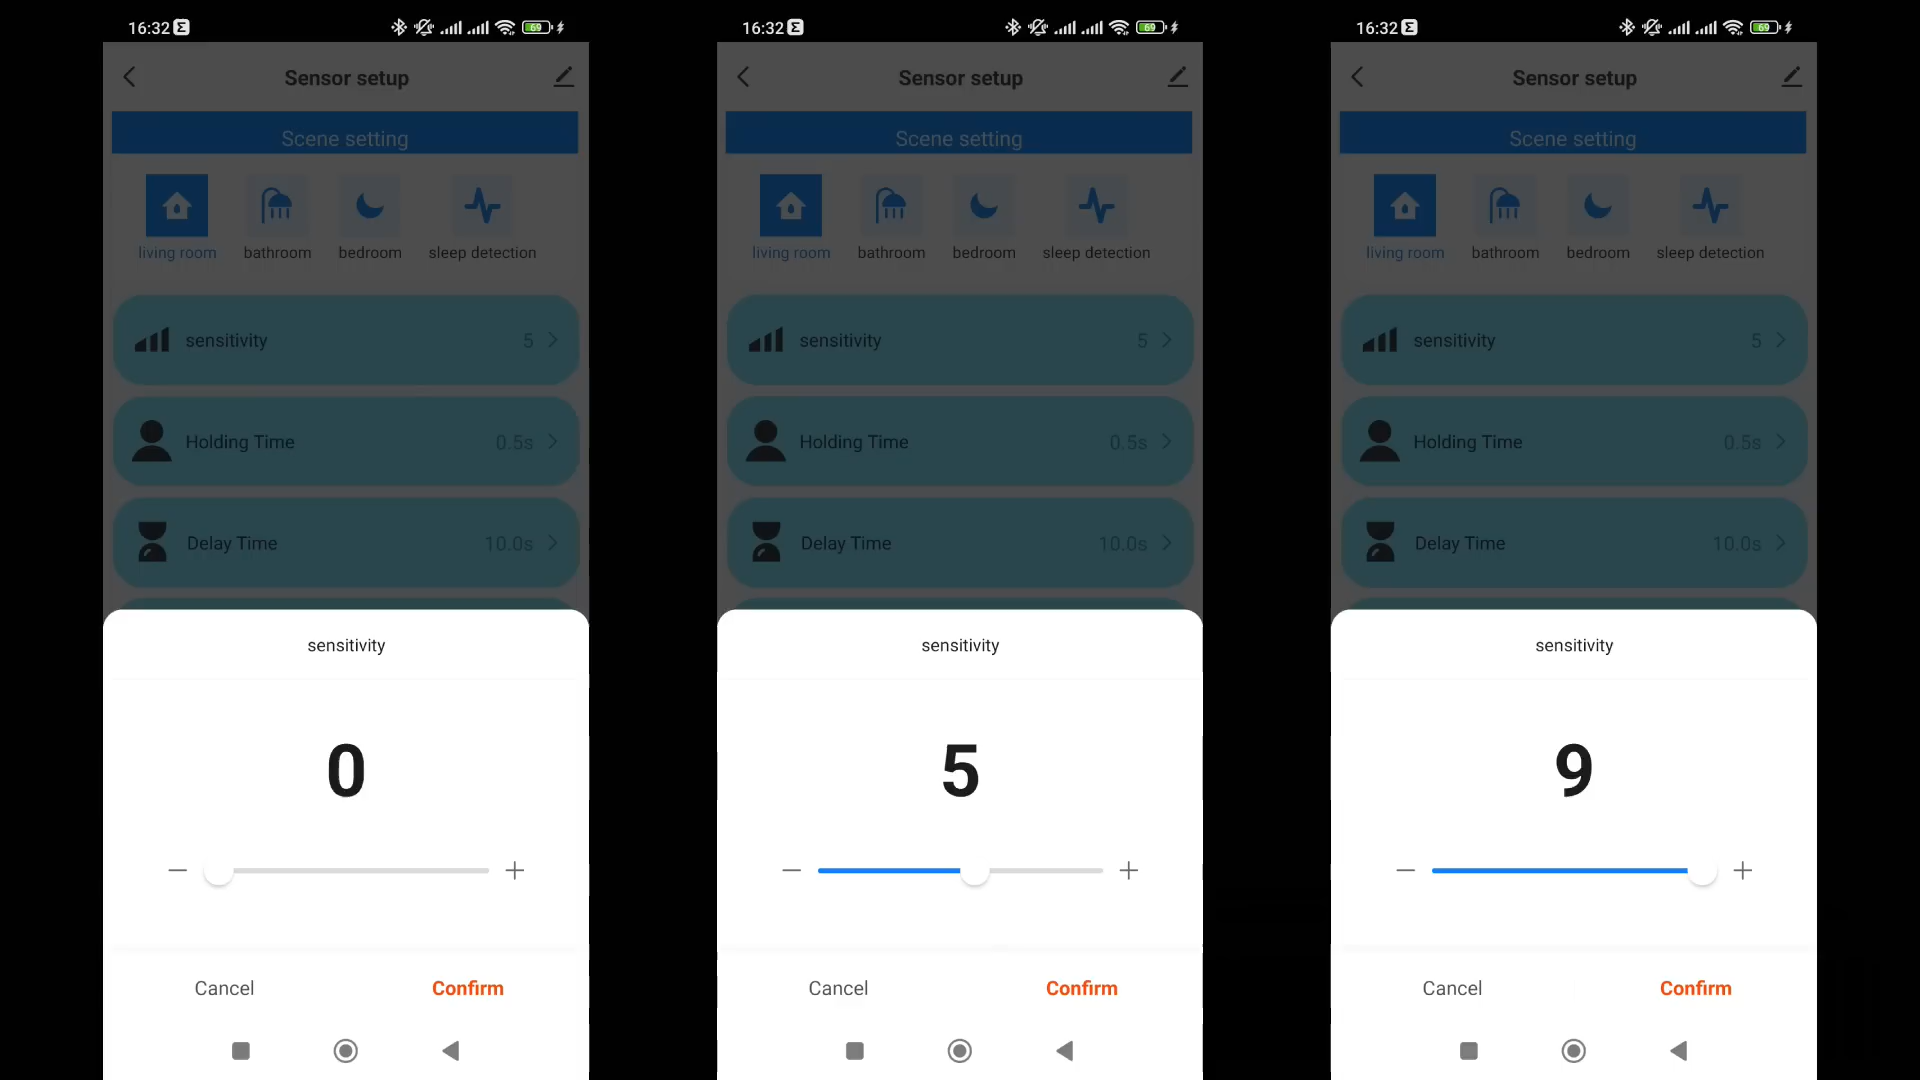 16:32
69
Sensor setup
Scene setting
living room bathroom bedroom sleep detection
sensitivity 5
Holding Time 0.5s
Delay Time 10.0s
sensitivity
0
Cancel Confirm
16:32
69
Sensor setup
Scene setting
living room bathroom bedroom sleep detection
sensitivity 5
Holding Time 0.5s
Delay Time 10.0s
sensitivity
5
Cancel Confirm
16:32
69
Sensor setup
Scene setting
living room bathroom bedroom sleep detection
sensitivity 5
Holding Time 0.5s
Delay Time 10.0s
sensitivity
9
Cancel Confirm